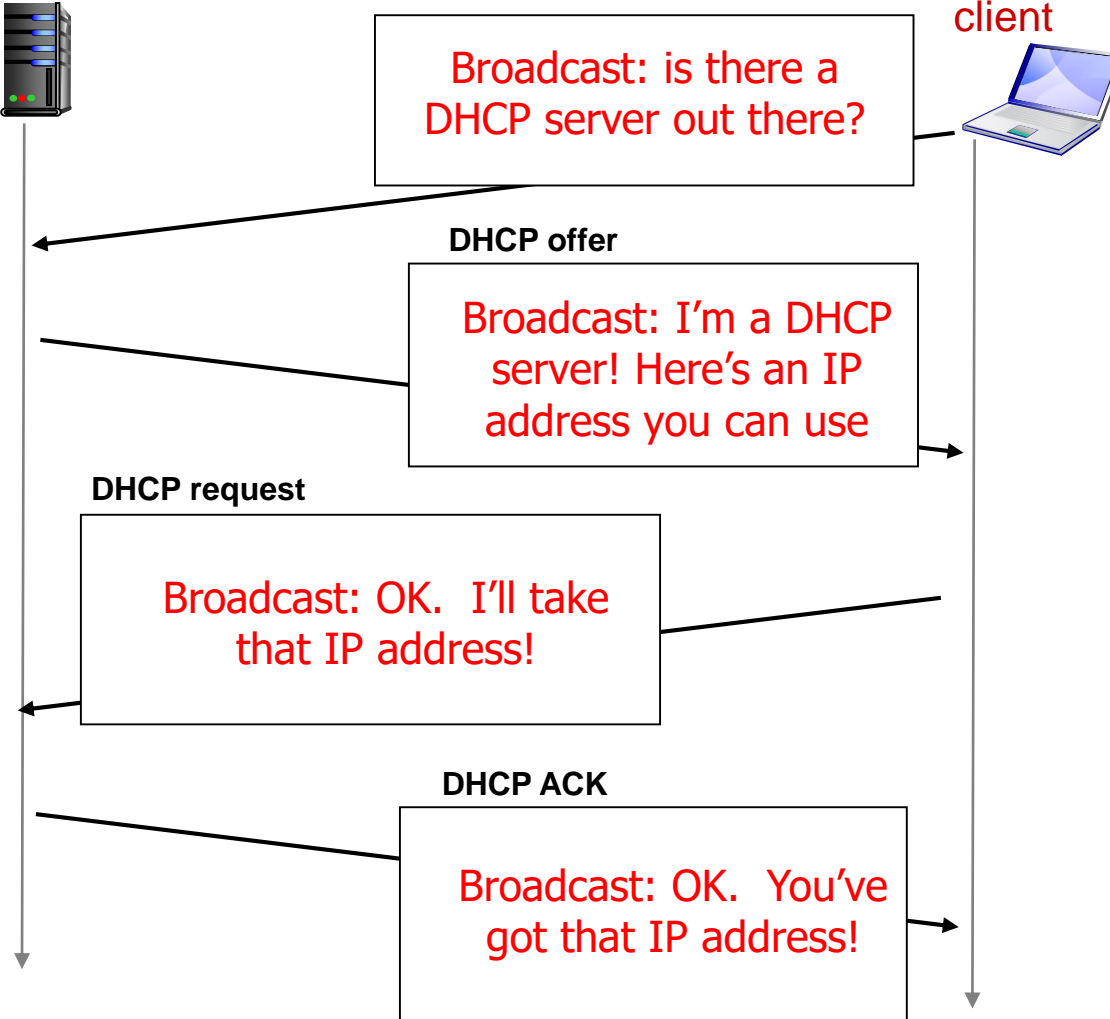 client
Broadcast: is there a
DHCP server out there?
DHCP offer
Broadcast: I’m a DHCP
server! Here’s an IP
address you can use
DHCP request
Broadcast: OK.  I’ll take
that IP address!
DHCP ACK
Broadcast: OK.  You’ve
got that IP address!